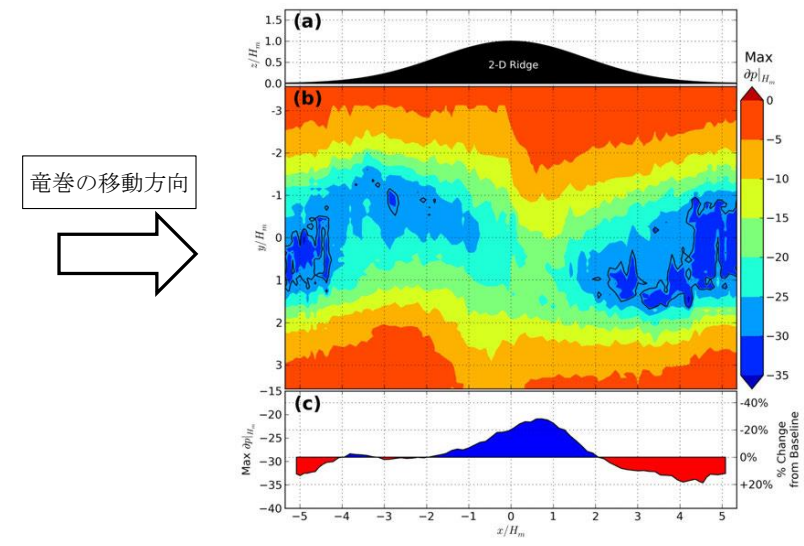 (a)
1.5
1.0
0.5
0.0
z/H_m
2-D Ridge
竜巻の移動方向
(b)
-3
-2
-1
0
1
2
3
y/H_m
Max
∂p|_{H_m}
0
−5
−10
−15
−20
−25
−30
−35
(c)
−15
−20
−25
−30
−35
−40
Max ∂p|_{H_m}
-40%
-20%
0%
+20%
% Change
from Baseline
−5 −4 −3 −2 −1 0 1 2 3 4 5
x/H_m